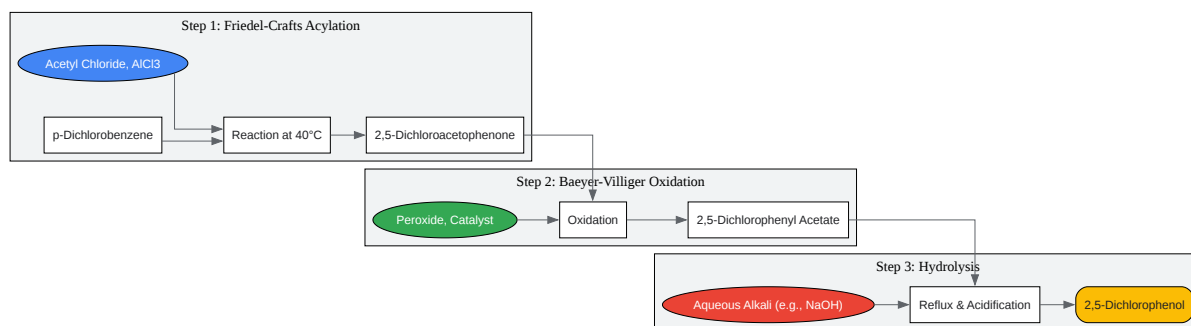 Step 1: Friedel-Crafts Acylation
Acetyl Chloride, AlCl3
p-Dichlorobenzene
Reaction at 40°C
2,5-Dichloroacetophenone
Step 2: Baeyer-Villiger Oxidation
Peroxide, Catalyst
Oxidation
2,5-Dichlorophenyl Acetate
Step 3: Hydrolysis
Aqueous Alkali (e.g., NaOH)
Reflux & Acidification
2,5-Dichlorophenol